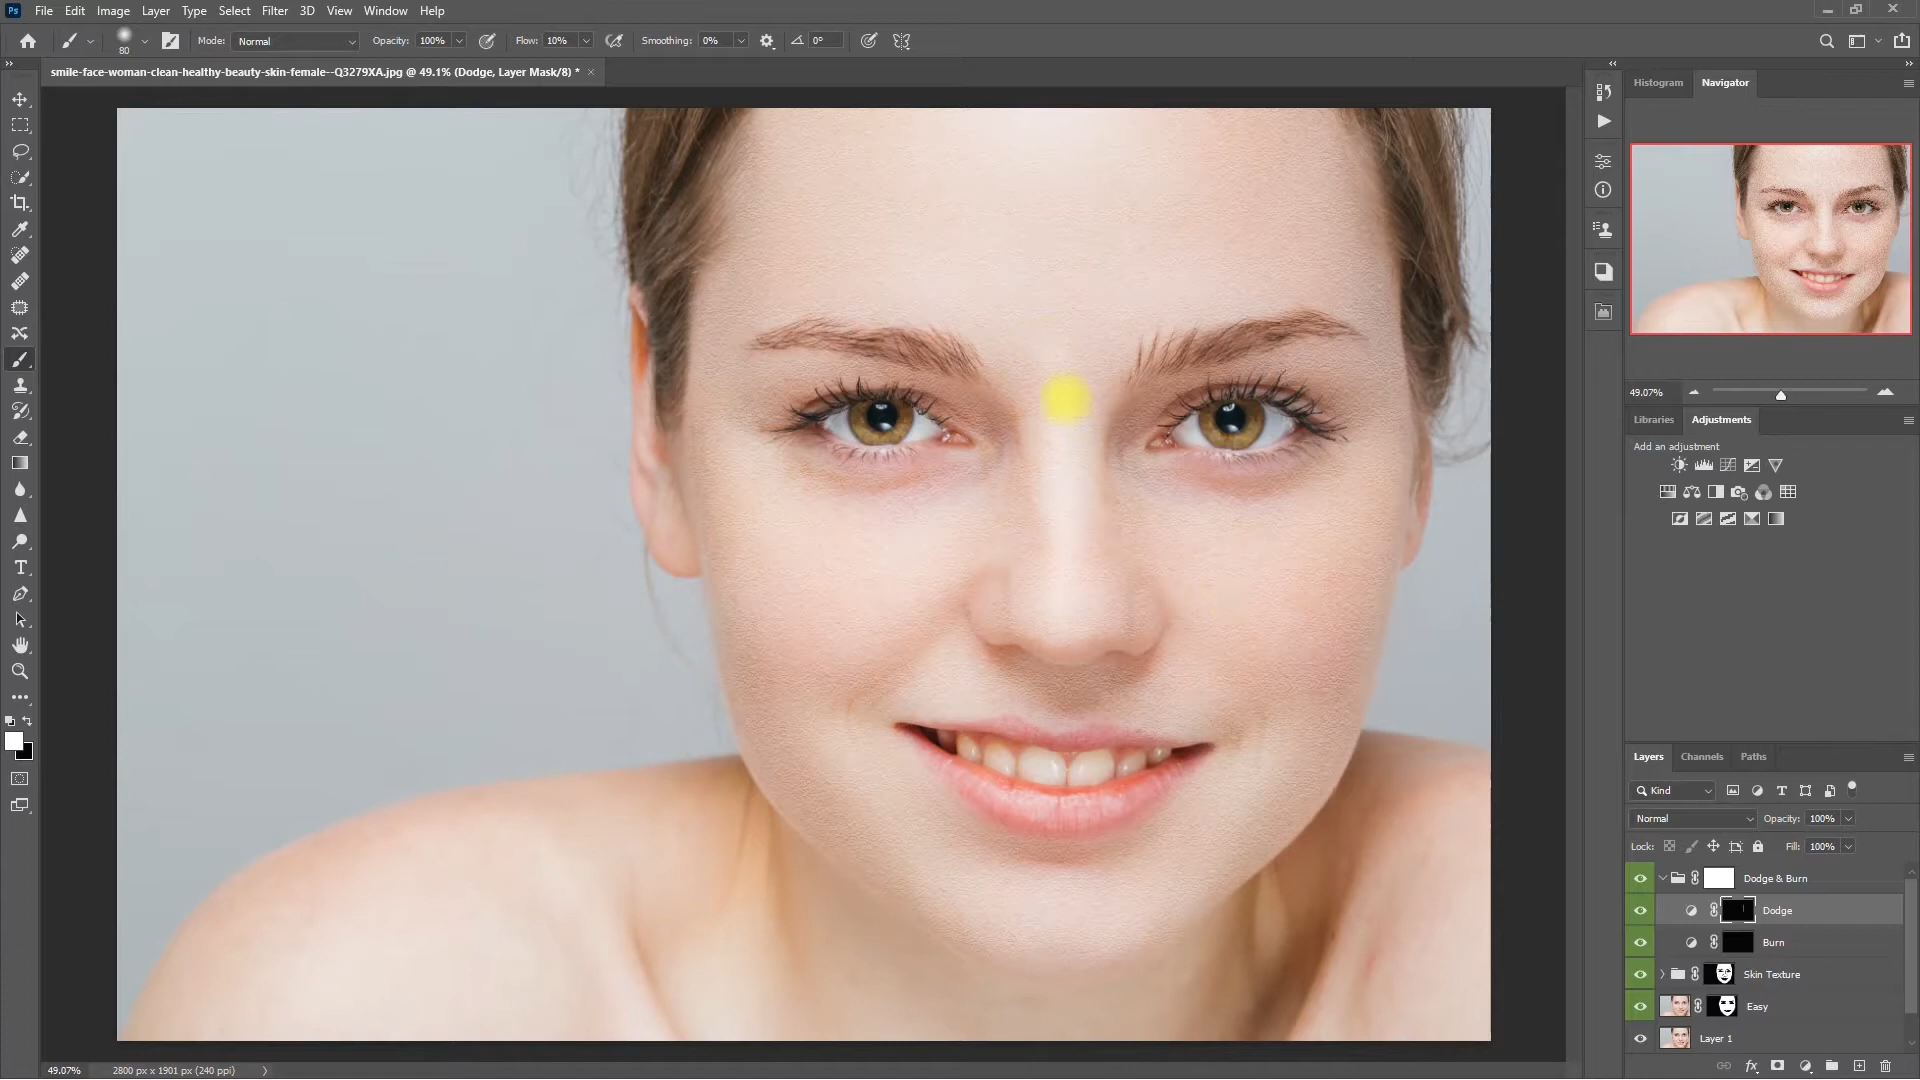 Ps File Edit Image Layer Type Select Filter 3D View Window Help
80 Mode: Normal Opacity: 100% Flow: 10% Smoothing: 0% 0°
smile-face-woman-clean-healthy-beauty-skin-female--Q3279XA.jpg @ 49.1% (Dodge, Layer Mask/8) *
Histogram Navigator
49.07%
Libraries Adjustments
Add an adjustment
Layers Channels Paths
Kind
Normal Opacity: 100%
Lock: Fill: 100%
Dodge & Burn
Dodge
Burn
Skin Texture
Easy
Layer 1
fx
49.07% 2800 px x 1901 px (240 ppi)